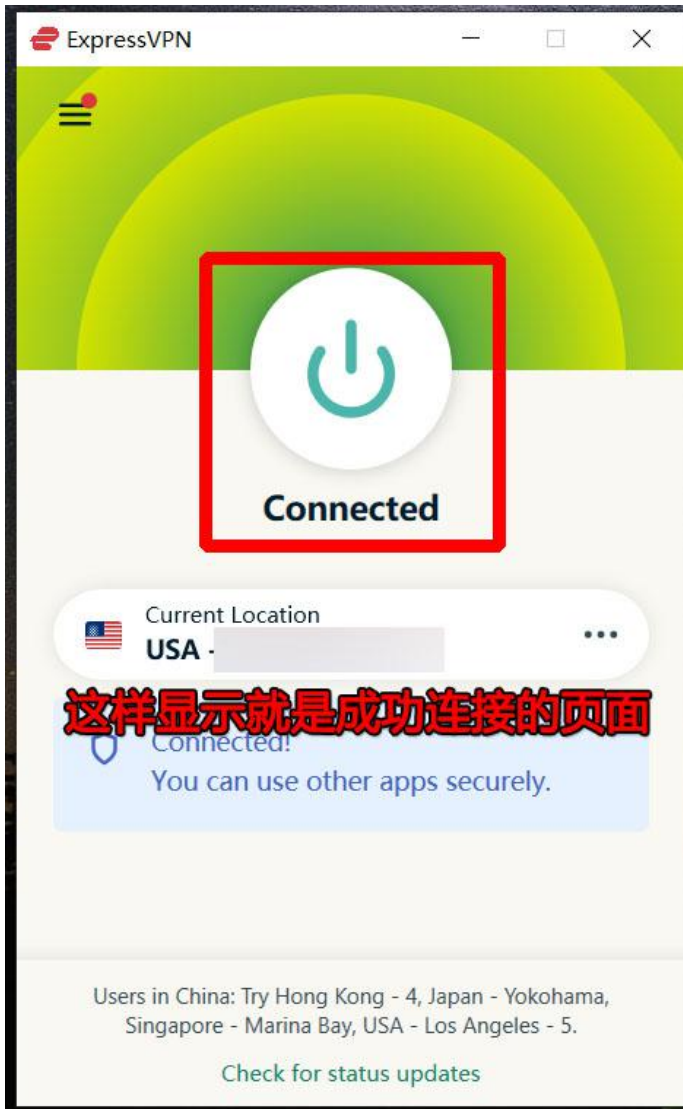 ExpressVPN
Connected
Current Location
USA -
这样显示就是成功连接的页面
Connected!
You can use other apps securely.
Users in China: Try Hong Kong - 4, Japan - Yokohama,
Singapore - Marina Bay, USA - Los Angeles - 5.
Check for status updates